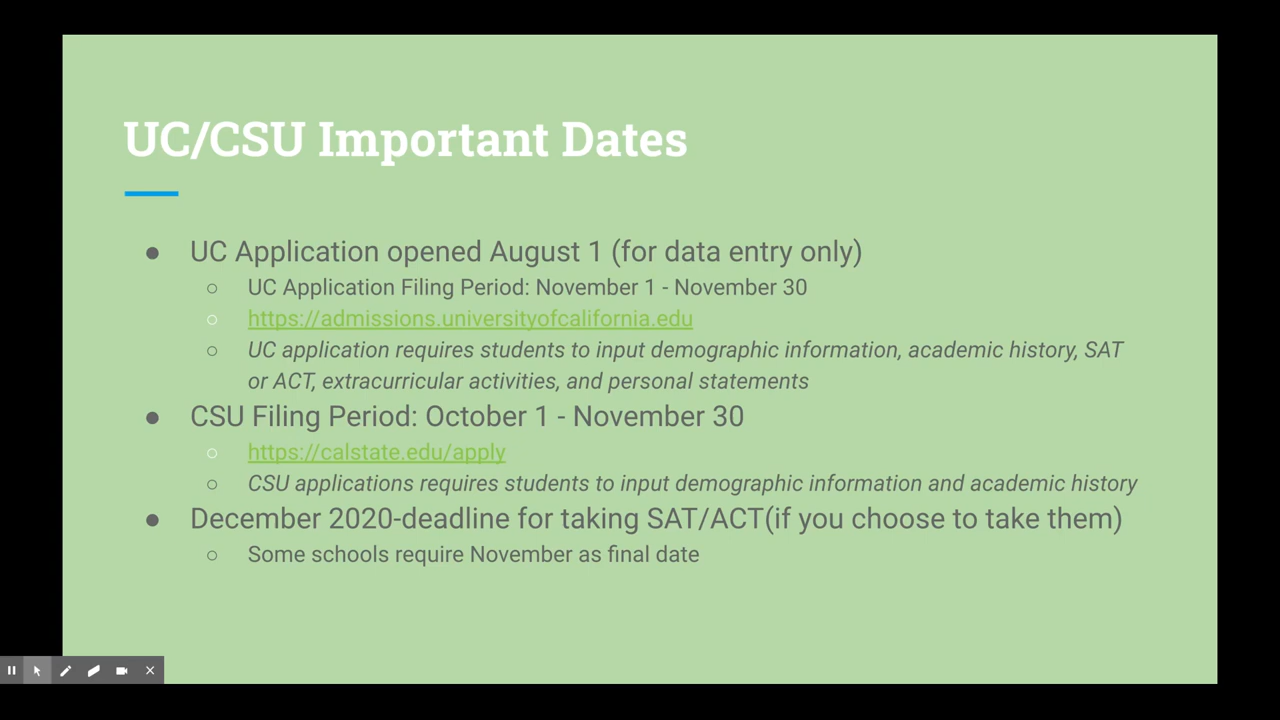 UC/CSU Important Dates
● UC Application opened August 1 (for data entry only)
○ UC Application Filing Period: November 1 - November 30
○ https://admissions.universityofcalifornia.edu
○ UC application requires students to input demographic information, academic history, SAT
or ACT, extracurricular activities, and personal statements
● CSU Filing Period: October 1 - November 30
○ https://calstate.edu/apply
○ CSU applications requires students to input demographic information and academic history
● December 2020-deadline for taking SAT/ACT(if you choose to take them)
○ Some schools require November as final date